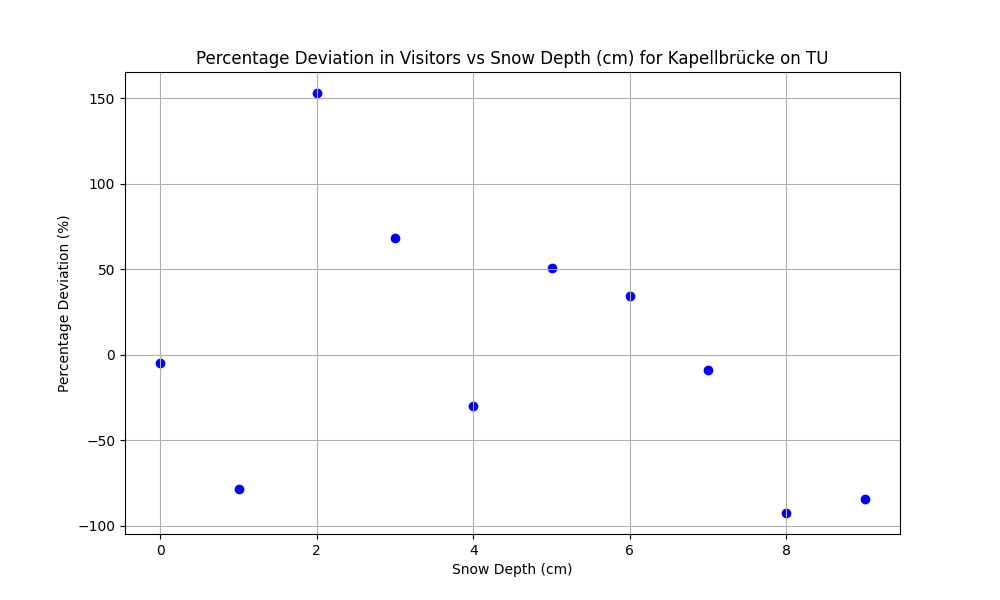 Percentage Deviation in Visitors vs Snow Depth (cm) for Kapellbrücke on TU
150
100
50
0
−50
−100
Percentage Deviation (%)
0 2 4 6 8
Snow Depth (cm)